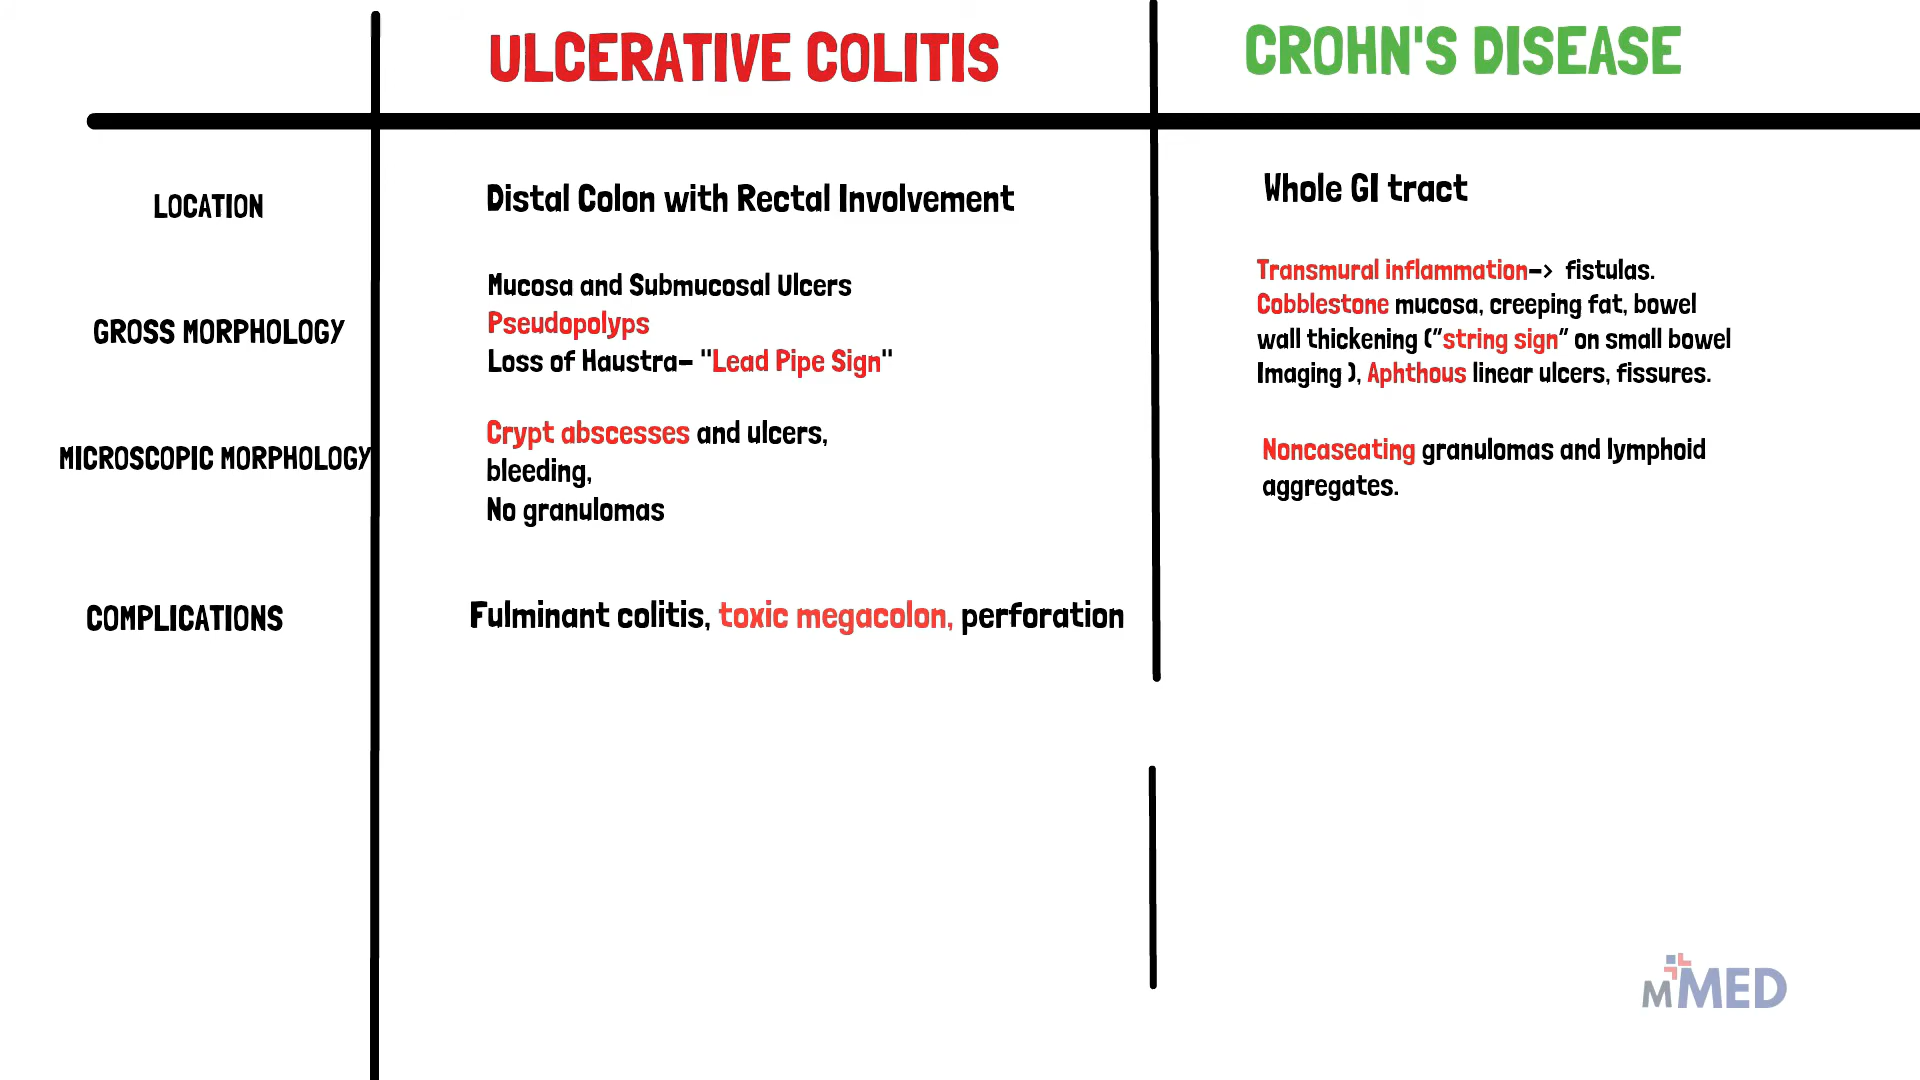 ULCERATIVE COLITIS
CROHN'S DISEASE
LOCATION
Distal Colon with Rectal Involvement
Whole GI tract
GROSS MORPHOLOGY
Mucosa and Submucosal Ulcers
Pseudopolyps
Loss of Haustra– "Lead Pipe Sign"
Transmural inflammation–> fistulas.
Cobblestone mucosa, creeping fat, bowel
wall thickening (“string sign” on small bowel
Imaging ), Aphthous linear ulcers, fissures.
MICROSCOPIC MORPHOLOGY
Crypt abscesses and ulcers,
bleeding,
No granulomas
Noncaseating granulomas and lymphoid
aggregates.
COMPLICATIONS
Fulminant colitis, toxic megacolon, perforation
MMED